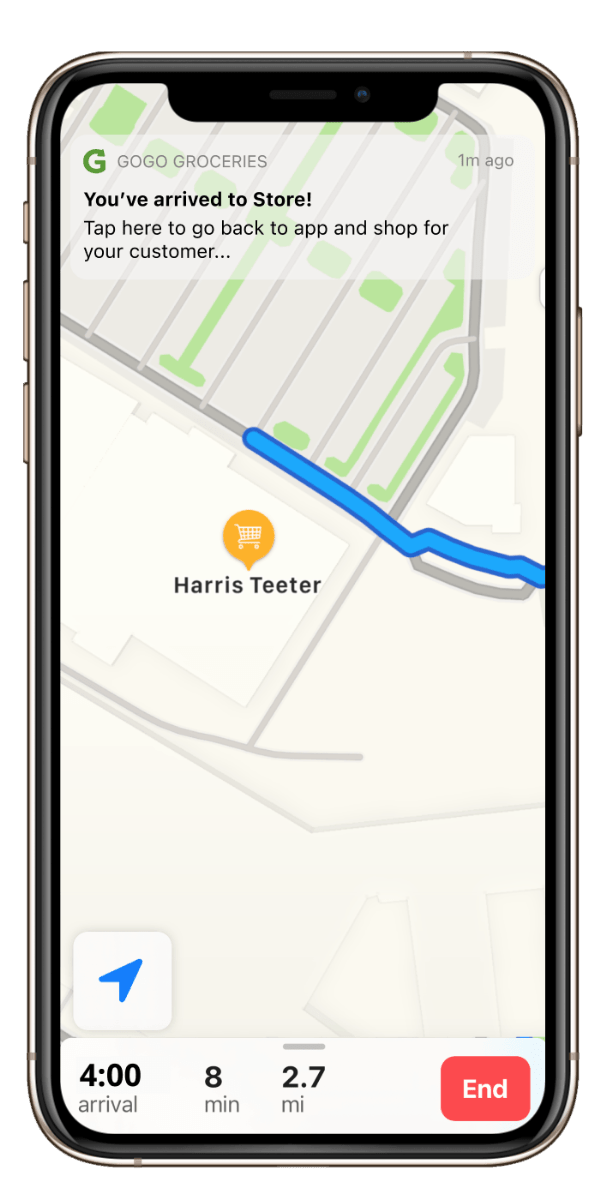 G GOGO GROCERIES 1m ago
You’ve arrived to Store!
Tap here to go back to app and shop for
your customer...
Harris Teeter
4:00 8 2.7 End
arrival min mi